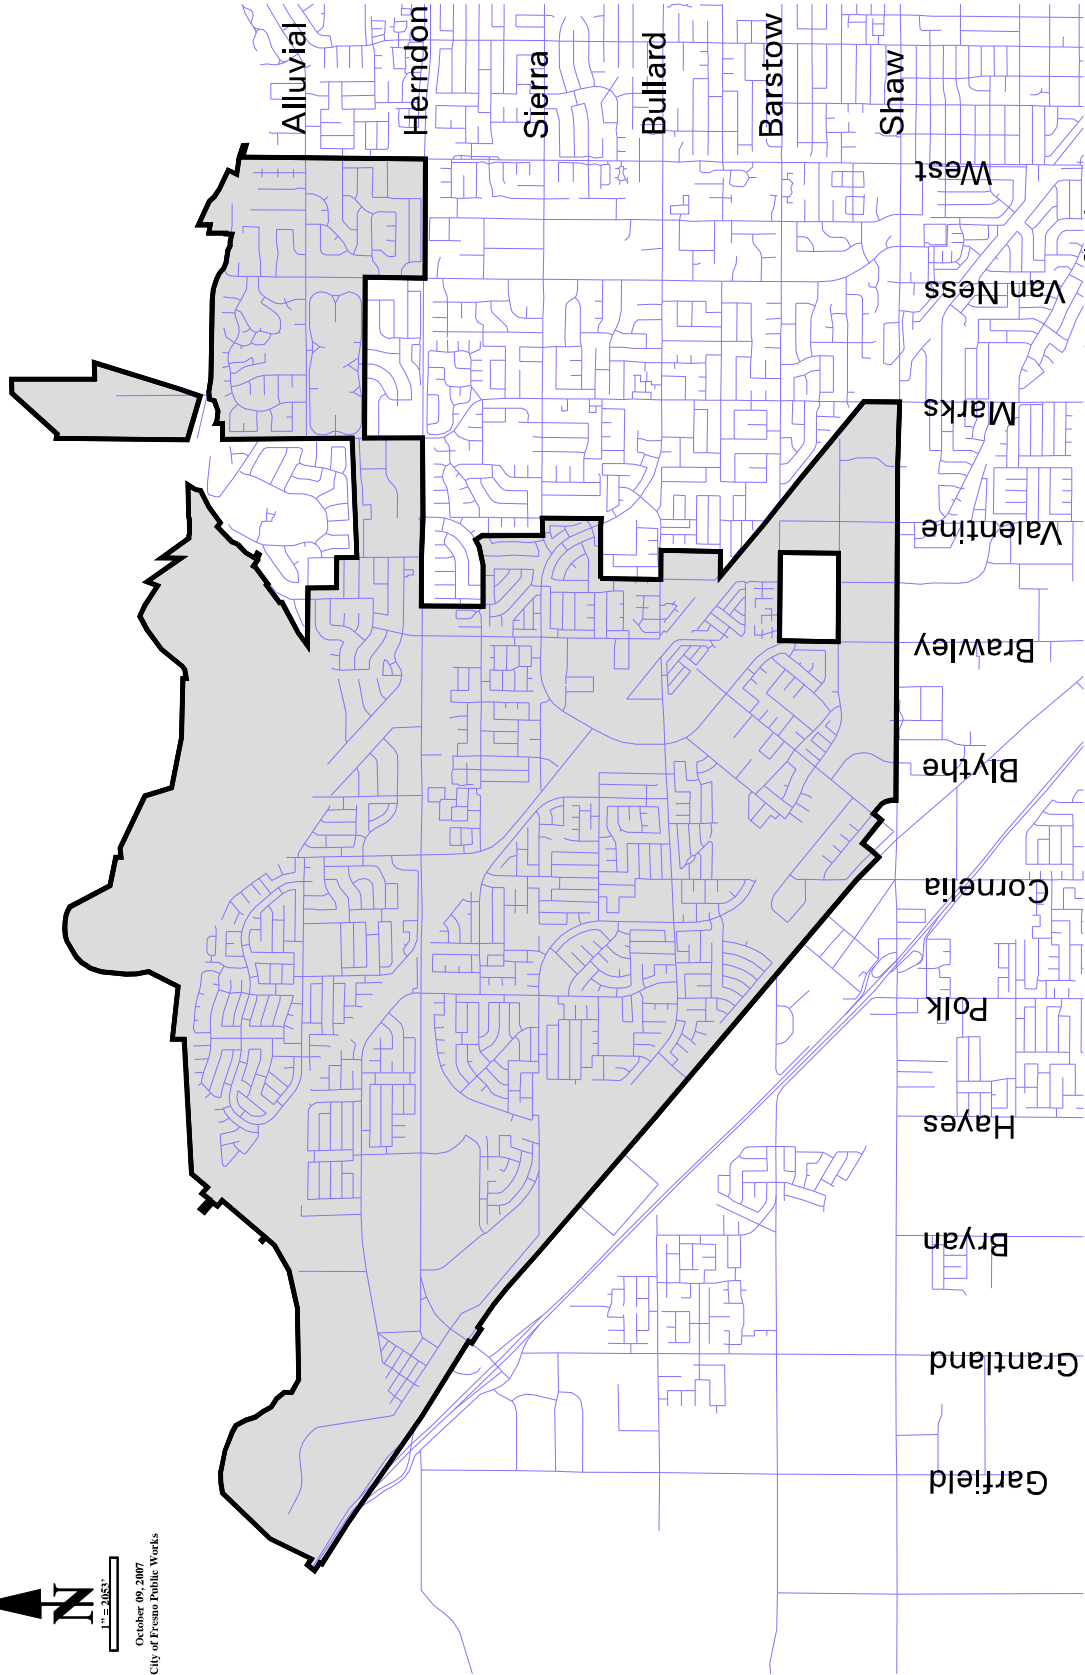 Alluvial
Herndon
Sierra
Bullard
Barstow
Shaw
West
Van Ness
Marks
Valentine
Brawley
Blythe
Cornelia
Polk
Hayes
Bryan
Grantland
Garfield
N
1" = 2053'
October 09, 2007
City of Fresno Public Works